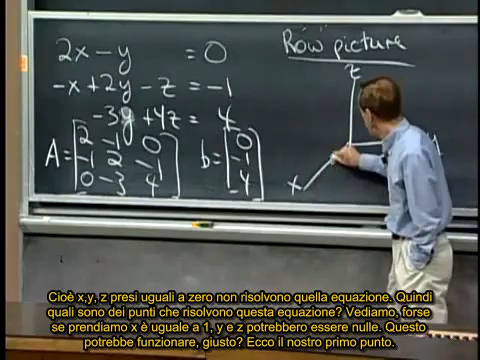 2x - y = 0
-x + 2y - z = -1
-3y + 4z = 4
A = [2 -1 0
-1 2 -1
0 -3 4]
b = [0
-1
4]
Row picture
z
x
Cioè x,y, z presi uguali a zero non risolvono quella equazione. Quindi
quali sono dei punti che risolvono questa equazione? Vediamo, forse
se prendiamo x è uguale a 1, y e z potrebbero essere nulle. Questo
potrebbe funzionare, giusto? Ecco il nostro primo punto.